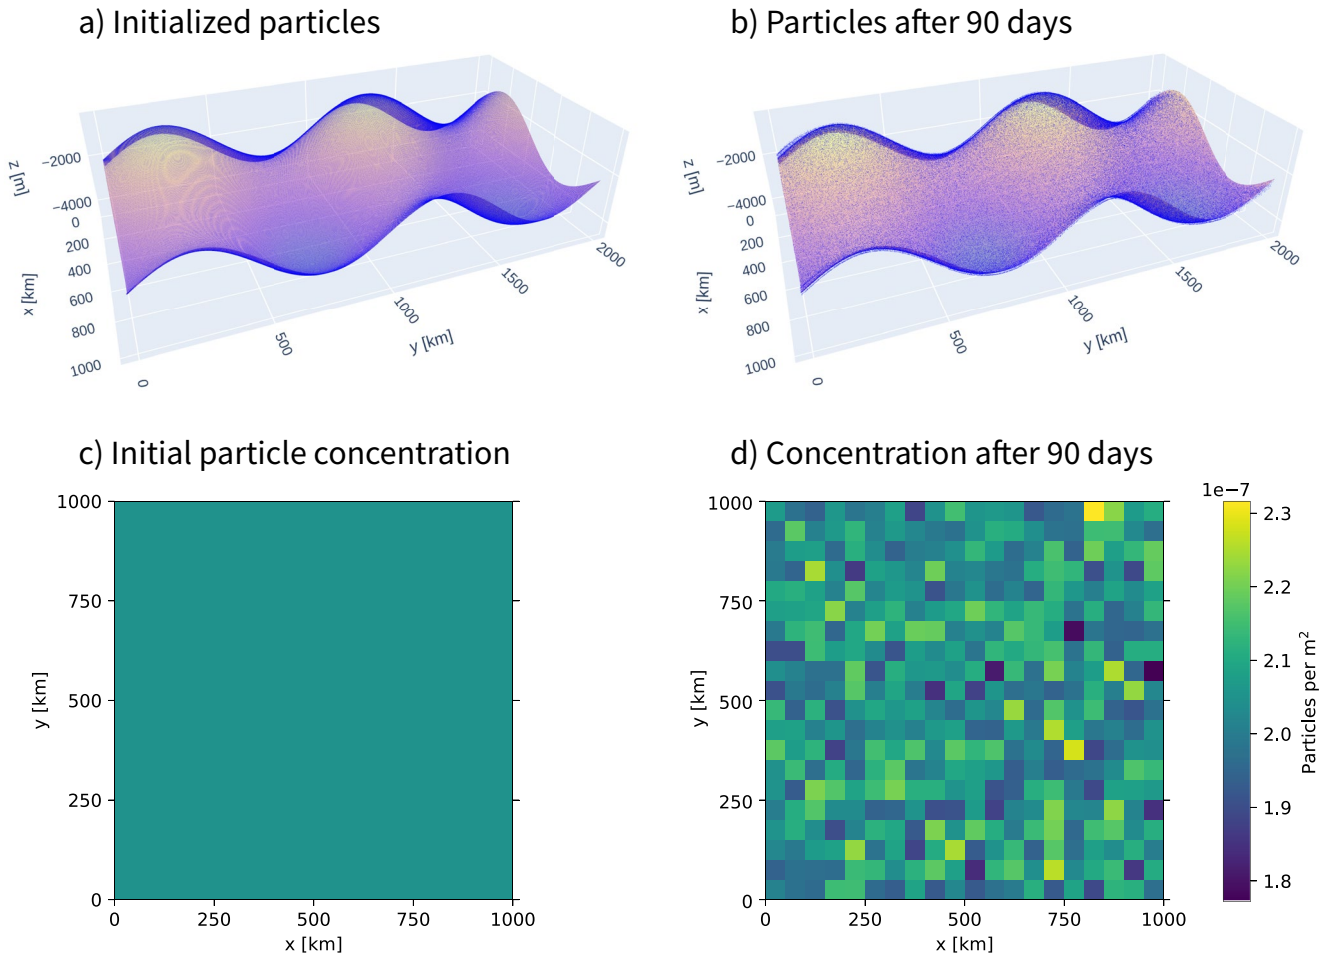 a) Initialized particles
b) Particles after 90 days
z [m]
−2000
−4000
0
200
400
600
800
1000
x [km]
0
500
1000
1500
2000
y [km]
z [m]
−2000
−4000
0
200
400
600
800
1000
x [km]
0
500
1000
1500
2000
y [km]
c) Initial particle concentration
d) Concentration after 90 days
1000
750
500
250
0
y [km]
0 250 500 750 1000
x [km]
1000
750
500
250
0
y [km]
0 250 500 750 1000
x [km]
1e−7
2.3
2.2
2.1
2.0
1.9
1.8
Particles per m²